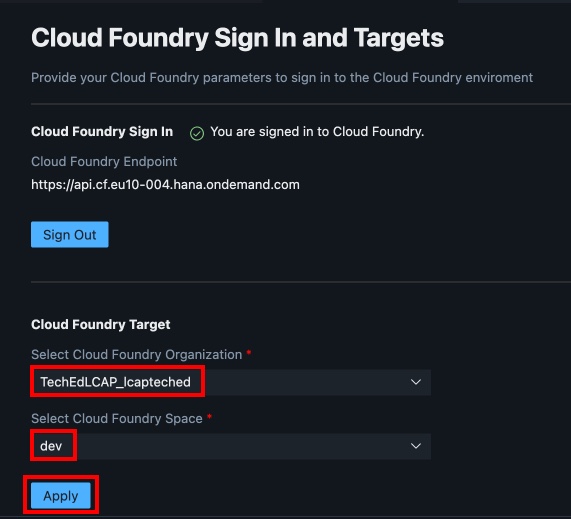 Cloud Foundry Sign In and Targets
Provide your Cloud Foundry parameters to sign in to the Cloud Foundry enviroment
Cloud Foundry Sign In You are signed in to Cloud Foundry.
Cloud Foundry Endpoint
https://api.cf.eu10-004.hana.ondemand.com
Sign Out
Cloud Foundry Target
Select Cloud Foundry Organization *
TechEdLCAP_lcapteched
Select Cloud Foundry Space *
dev
Apply